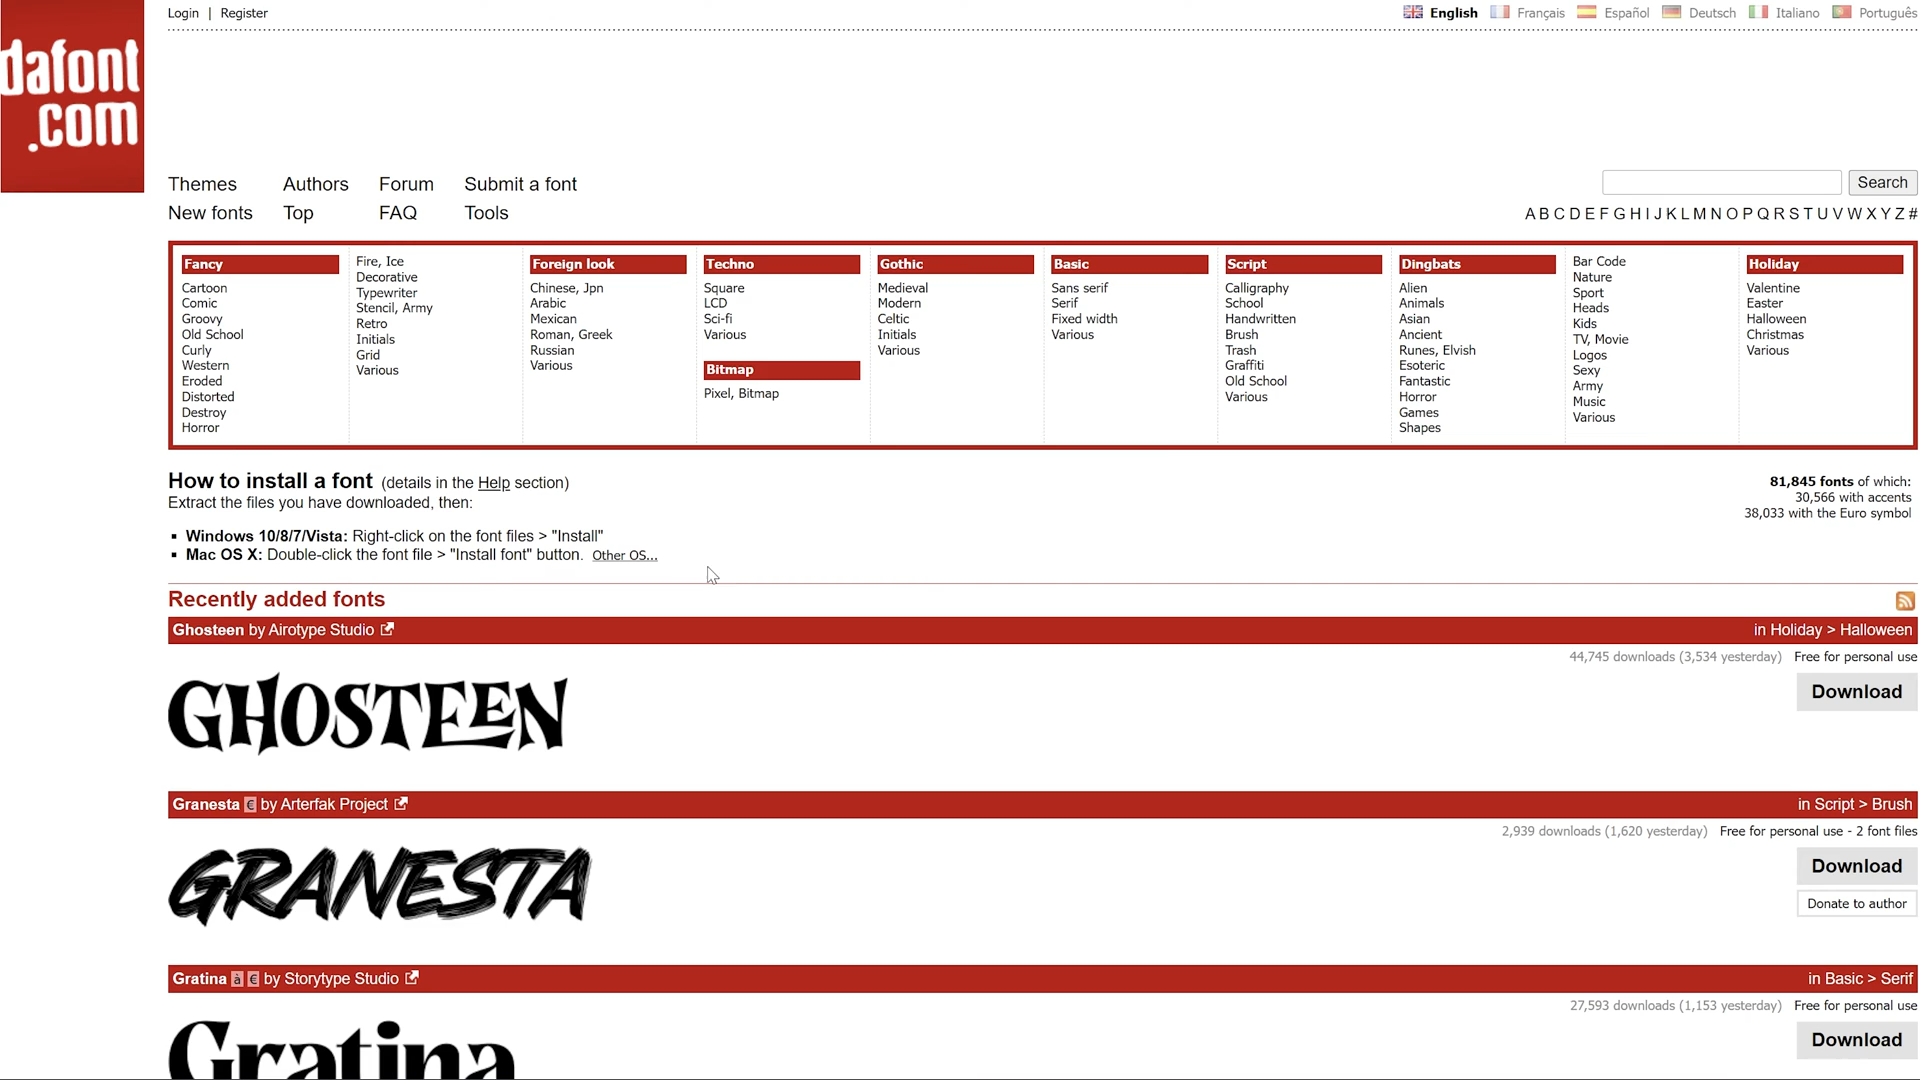 Login | Register
English Français Español Deutsch Italiano Português
dafont
.com
Themes Authors Forum Submit a font
New fonts Top FAQ Tools
Search
A B C D E F G H I J K L M N O P Q R S T U V W X Y Z #
Fancy
Cartoon
Comic
Groovy
Old School
Curly
Western
Eroded
Distorted
Destroy
Horror
Fire, Ice
Decorative
Typewriter
Stencil, Army
Retro
Initials
Grid
Various
Foreign look
Chinese, Jpn
Arabic
Mexican
Roman, Greek
Russian
Various
Techno
Square
LCD
Sci-fi
Various
Bitmap
Pixel, Bitmap
Gothic
Medieval
Modern
Celtic
Initials
Various
Basic
Sans serif
Serif
Fixed width
Various
Script
Calligraphy
School
Handwritten
Brush
Trash
Graffiti
Old School
Various
Dingbats
Alien
Animals
Asian
Ancient
Runes, Elvish
Esoteric
Fantastic
Horror
Games
Shapes
Bar Code
Nature
Sport
Heads
Kids
TV, Movie
Logos
Sexy
Army
Music
Various
Holiday
Valentine
Easter
Halloween
Christmas
Various
How to install a font (details in the Help section)
Extract the files you have downloaded, then:
▪ Windows 10/8/7/Vista: Right-click on the font files > "Install"
▪ Mac OS X: Double-click the font file > "Install font" button. Other OS...
81,845 fonts of which:
30,566 with accents
38,033 with the Euro symbol
Recently added fonts
Ghosteen by Airotype Studio in Holiday > Halloween
44,745 downloads (3,534 yesterday) Free for personal use
GHOSTEEN
Download
Granesta € by Arterfak Project in Script > Brush
2,939 downloads (1,620 yesterday) Free for personal use - 2 font files
GRANESTA
Download
Donate to author
Gratina à € by Storytype Studio in Basic > Serif
27,593 downloads (1,153 yesterday) Free for personal use
Gratina
Download